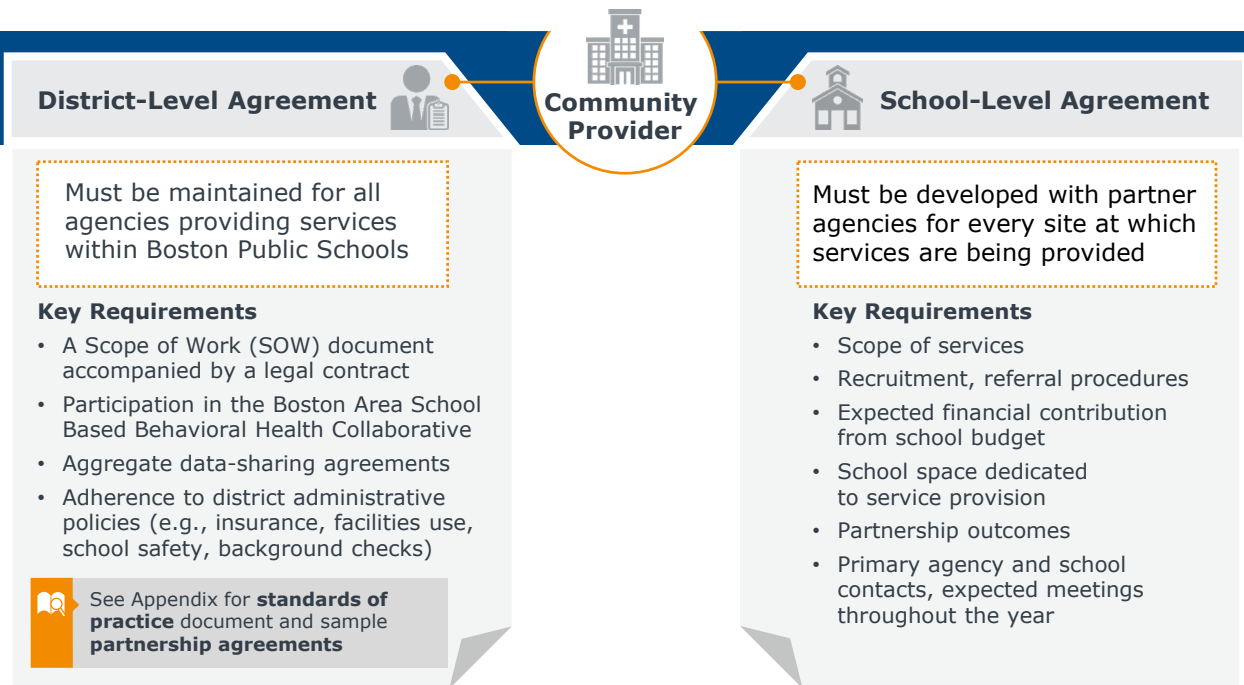 District-Level Agreement
Community
Provider
School-Level Agreement
Must be maintained for all
agencies providing services
within Boston Public Schools
Key Requirements
• A Scope of Work (SOW) document
accompanied by a legal contract
• Participation in the Boston Area School
Based Behavioral Health Collaborative
• Aggregate data-sharing agreements
• Adherence to district administrative
policies (e.g., insurance, facilities use,
school safety, background checks)
See Appendix for standards of
practice document and sample
partnership agreements
Must be developed with partner
agencies for every site at which
services are being provided
Key Requirements
• Scope of services
• Recruitment, referral procedures
• Expected financial contribution
from school budget
• School space dedicated
to service provision
• Partnership outcomes
• Primary agency and school
contacts, expected meetings
throughout the year